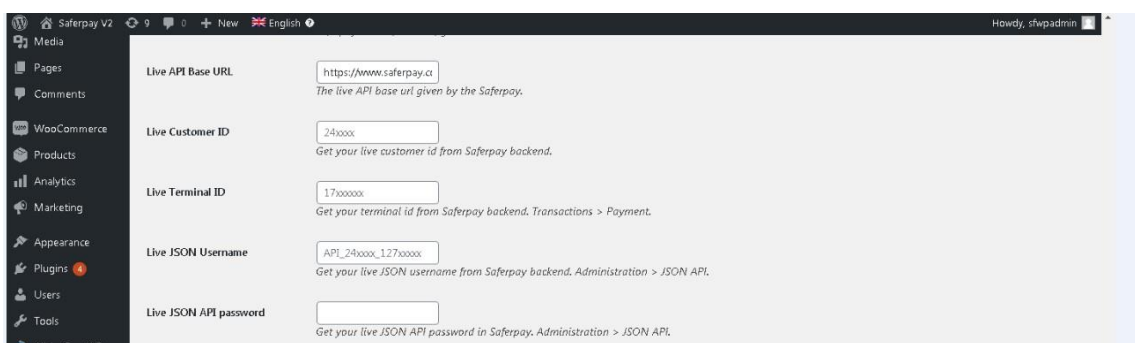 Saferpay V2 9 0 + New English Howdy, sfwpadmin
Media
Pages
Comments
WooCommerce
Products
Analytics
Marketing
Appearance
Plugins 4
Users
Tools
Live API Base URL
https://www.saferpay.co
The live API base url given by the Saferpay.
Live Customer ID
24xxxx
Get your live customer id from Saferpay backend.
Live Terminal ID
17xxxxxx
Get your terminal id from Saferpay backend. Transactions > Payment.
Live JSON Username
API_24xxxx_127xxxxx
Get your live JSON username from Saferpay backend. Administration > JSON API.
Live JSON API password
Get your live JSON API password in Saferpay. Administration > JSON API.